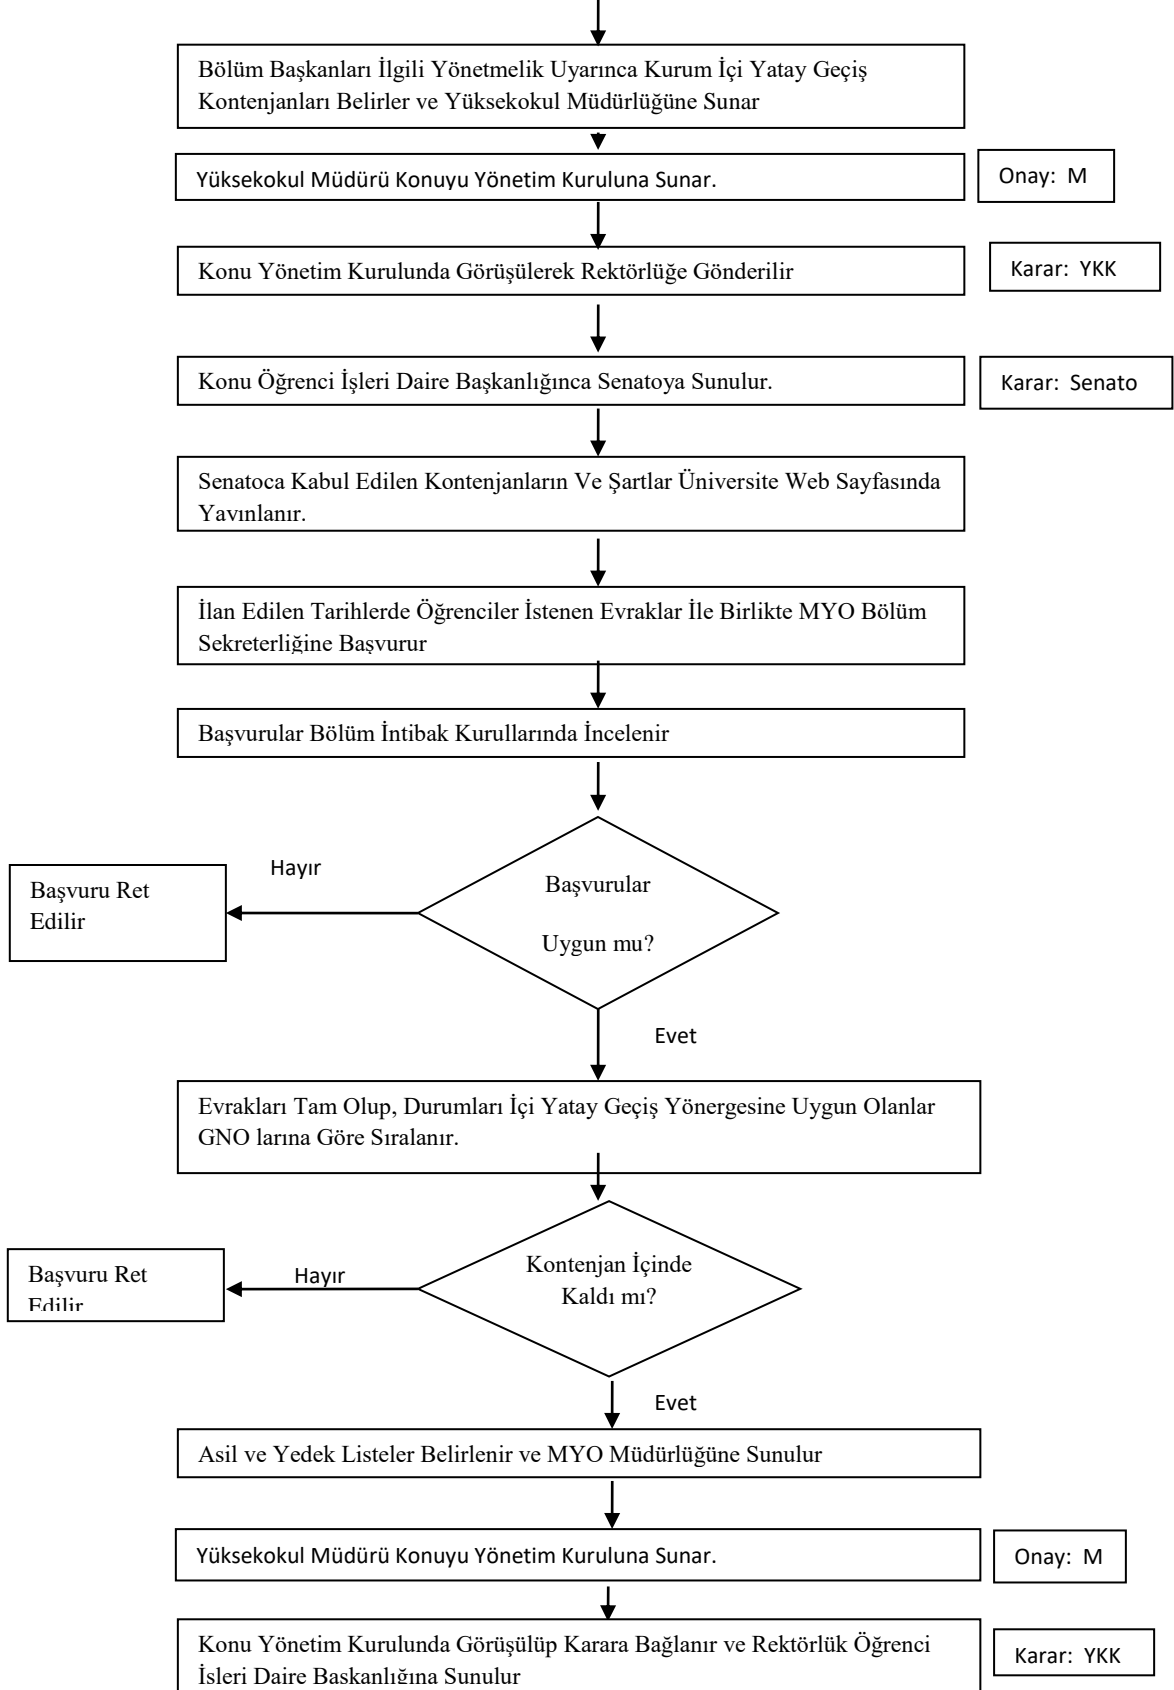 Bölüm Başkanları İlgili Yönetmelik Uyarınca Kurum İçi Yatay Geçiş
Kontenjanları Belirler ve Yüksekokul Müdürlüğüne Sunar
Yüksekokul Müdürü Konuyu Yönetim Kuruluna Sunar.
Onay: M
Konu Yönetim Kurulunda Görüşülerek Rektörlüğe Gönderilir
Karar: YKK
Konu Öğrenci İşleri Daire Başkanlığınca Senatoya Sunulur.
Karar: Senato
Senatoca Kabul Edilen Kontenjanların Ve Şartlar Üniversite Web Sayfasında
Yayınlanır.
İlan Edilen Tarihlerde Öğrenciler İstenen Evraklar İle Birlikte MYO Bölüm
Sekreterliğine Başvurur
Başvurular Bölüm İntibak Kurullarında İncelenir
Başvurular
Uygun mu?
Hayır
Başvuru Ret
Edilir
Evet
Evrakları Tam Olup, Durumları İçi Yatay Geçiş Yönergesine Uygun Olanlar
GNO larına Göre Sıralanır.
Kontenjan İçinde
Kaldı mı?
Hayır
Başvuru Ret
Edilir
Evet
Asil ve Yedek Listeler Belirlenir ve MYO Müdürlüğüne Sunulur
Yüksekokul Müdürü Konuyu Yönetim Kuruluna Sunar.
Onay: M
Konu Yönetim Kurulunda Görüşülüp Karara Bağlanır ve Rektörlük Öğrenci
İşleri Daire Başkanlığına Sunulur
Karar: YKK